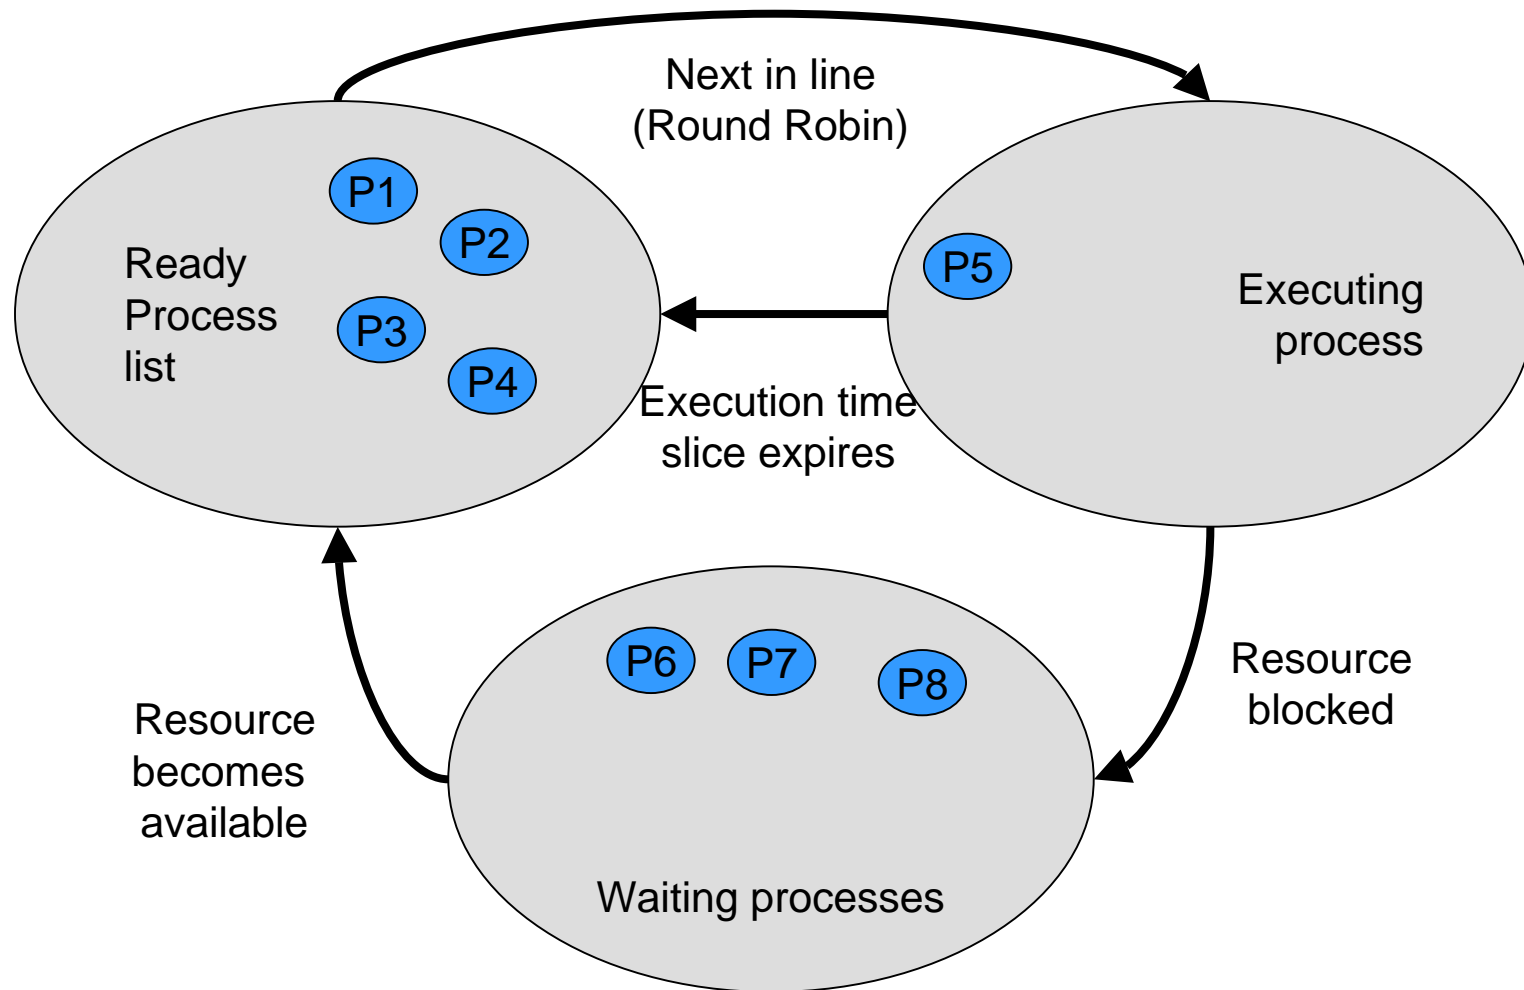 Next in line
(Round Robin)
P1
P2
P3
P4
Ready
Process
list
P5
Executing
process
Execution time
slice expires
P6
P7
P8
Resource
blocked
Resource
becomes
available
Waiting processes